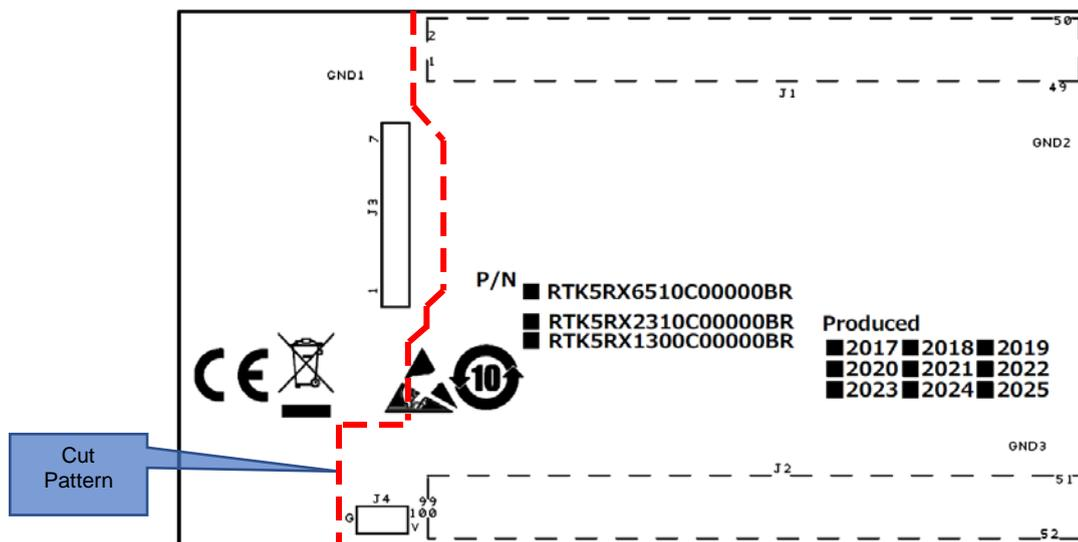 50
2
1
GND1
49
J1
7
GND2
J3
P/N
1
■ RTK5RX6510C00000BR
■ RTK5RX2310C00000BR
■ RTK5RX1300C00000BR
Produced
■2017 ■2018 ■2019
■2020 ■2021 ■2022
■2023 ■2024 ■2025
CE
10
Cut
Pattern
GND3
J2
51
J4
99
100
G
V
52